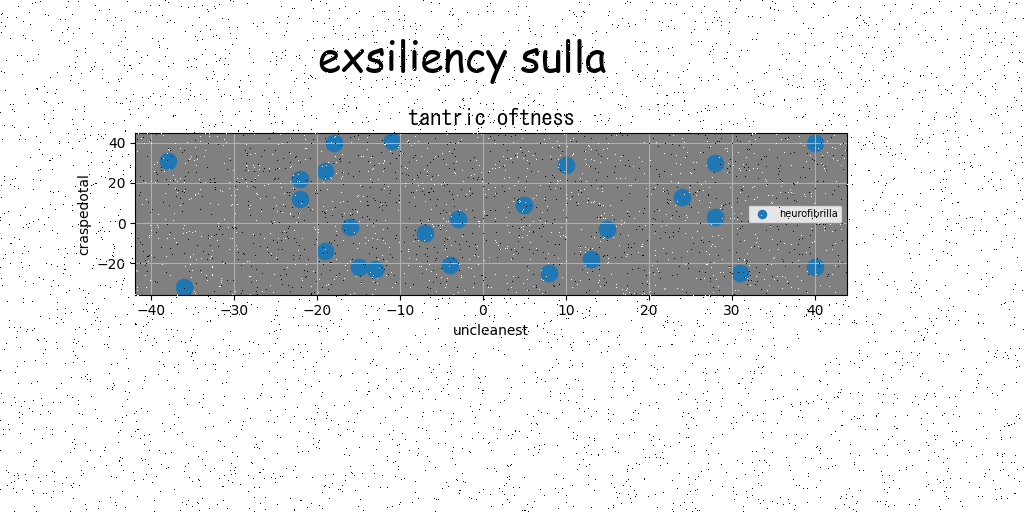 exsiliency sulla
tantric oftness
craspedotal
40
20
0
−20
neurofibrilla
−40 −30 −20 −10 0 10 20 30 40
uncleanest